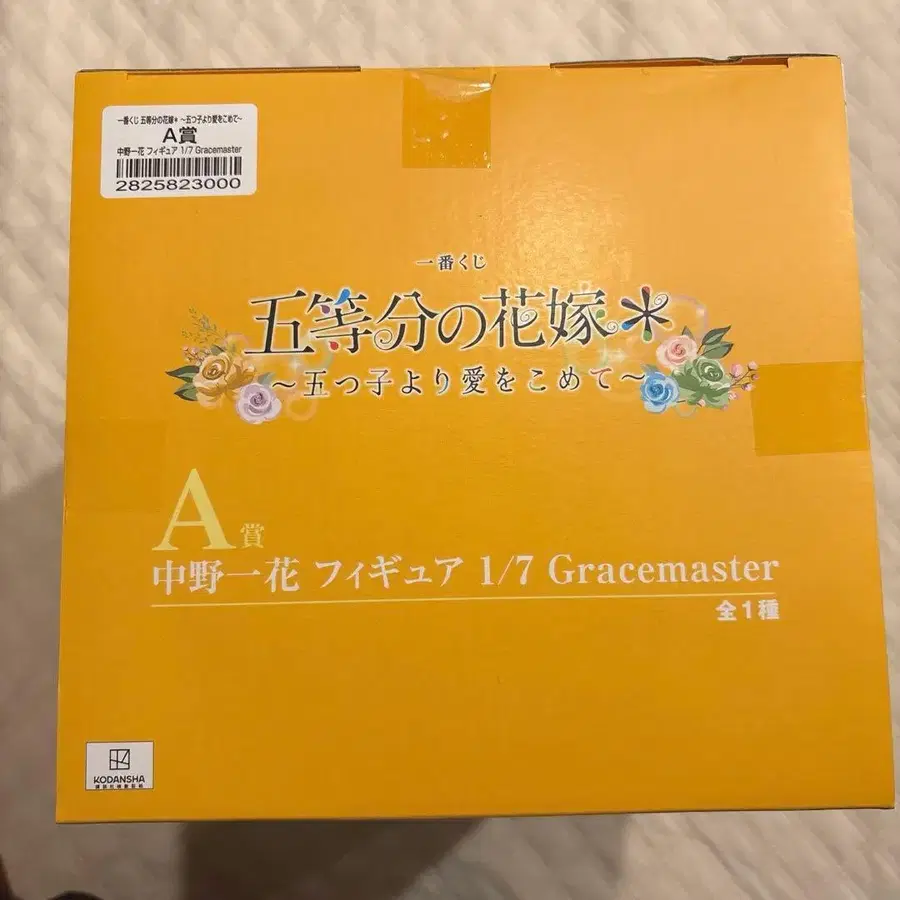 一番くじ 五等分の花嫁＊ ～五つ子より愛をこめて～
A賞
中野一花 フィギュア 1/7 Gracemaster
2825823000
一番くじ
五等分の花嫁＊
～五つ子より愛をこめて～
A賞
中野一花 フィギュア 1/7 Gracemaster
全1種
KODANSHA